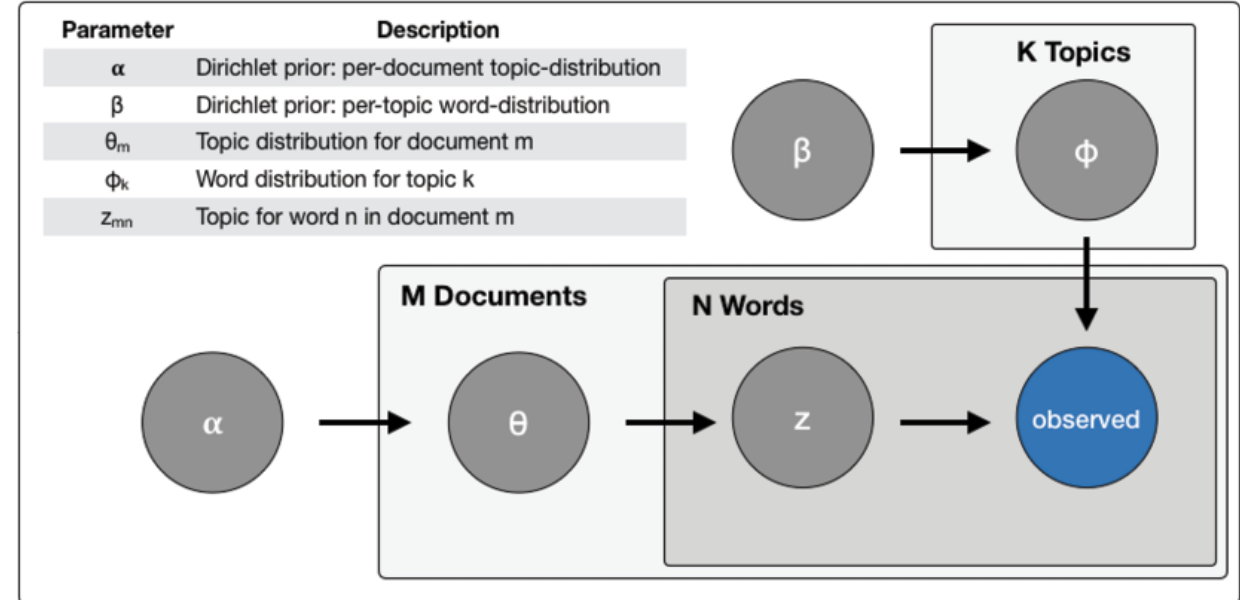 Parameter Description
α Dirichlet prior: per-document topic-distribution
β Dirichlet prior: per-topic word-distribution
θm Topic distribution for document m
ϕk Word distribution for topic k
zmn Topic for word n in document m
K Topics
β
ϕ
M Documents
N Words
α
θ
z
observed